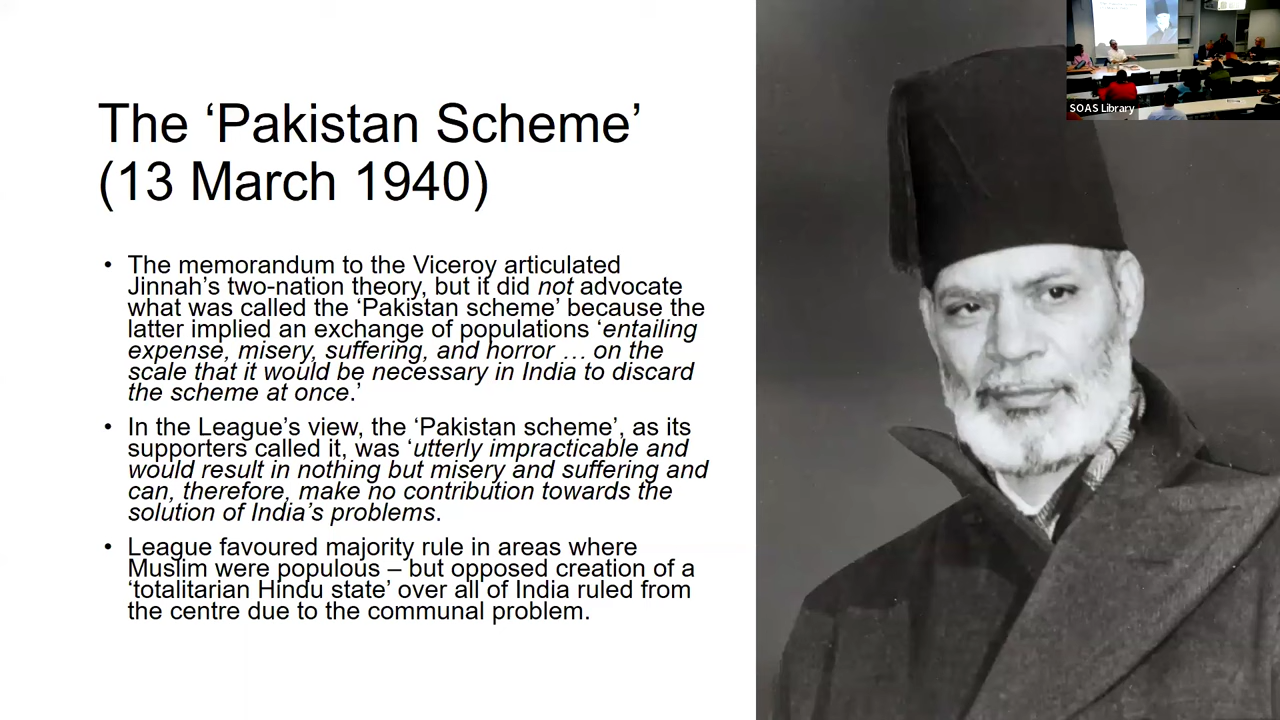 The ‘Pakistan Scheme’
(13 March 1940)
• The memorandum to the Viceroy articulated
Jinnah’s two-nation theory, but it did not advocate
what was called the ‘Pakistan scheme’ because the
latter implied an exchange of populations ‘entailing
expense, misery, suffering, and horror … on the
scale that it would be necessary in India to discard
the scheme at once.’
• In the League’s view, the ‘Pakistan scheme’, as its
supporters called it, was ‘utterly impracticable and
would result in nothing but misery and suffering and
can, therefore, make no contribution towards the
solution of India’s problems.
• League favoured majority rule in areas where
Muslim were populous – but opposed creation of a
‘totalitarian Hindu state’ over all of India ruled from
the centre due to the communal problem.
SOAS Library